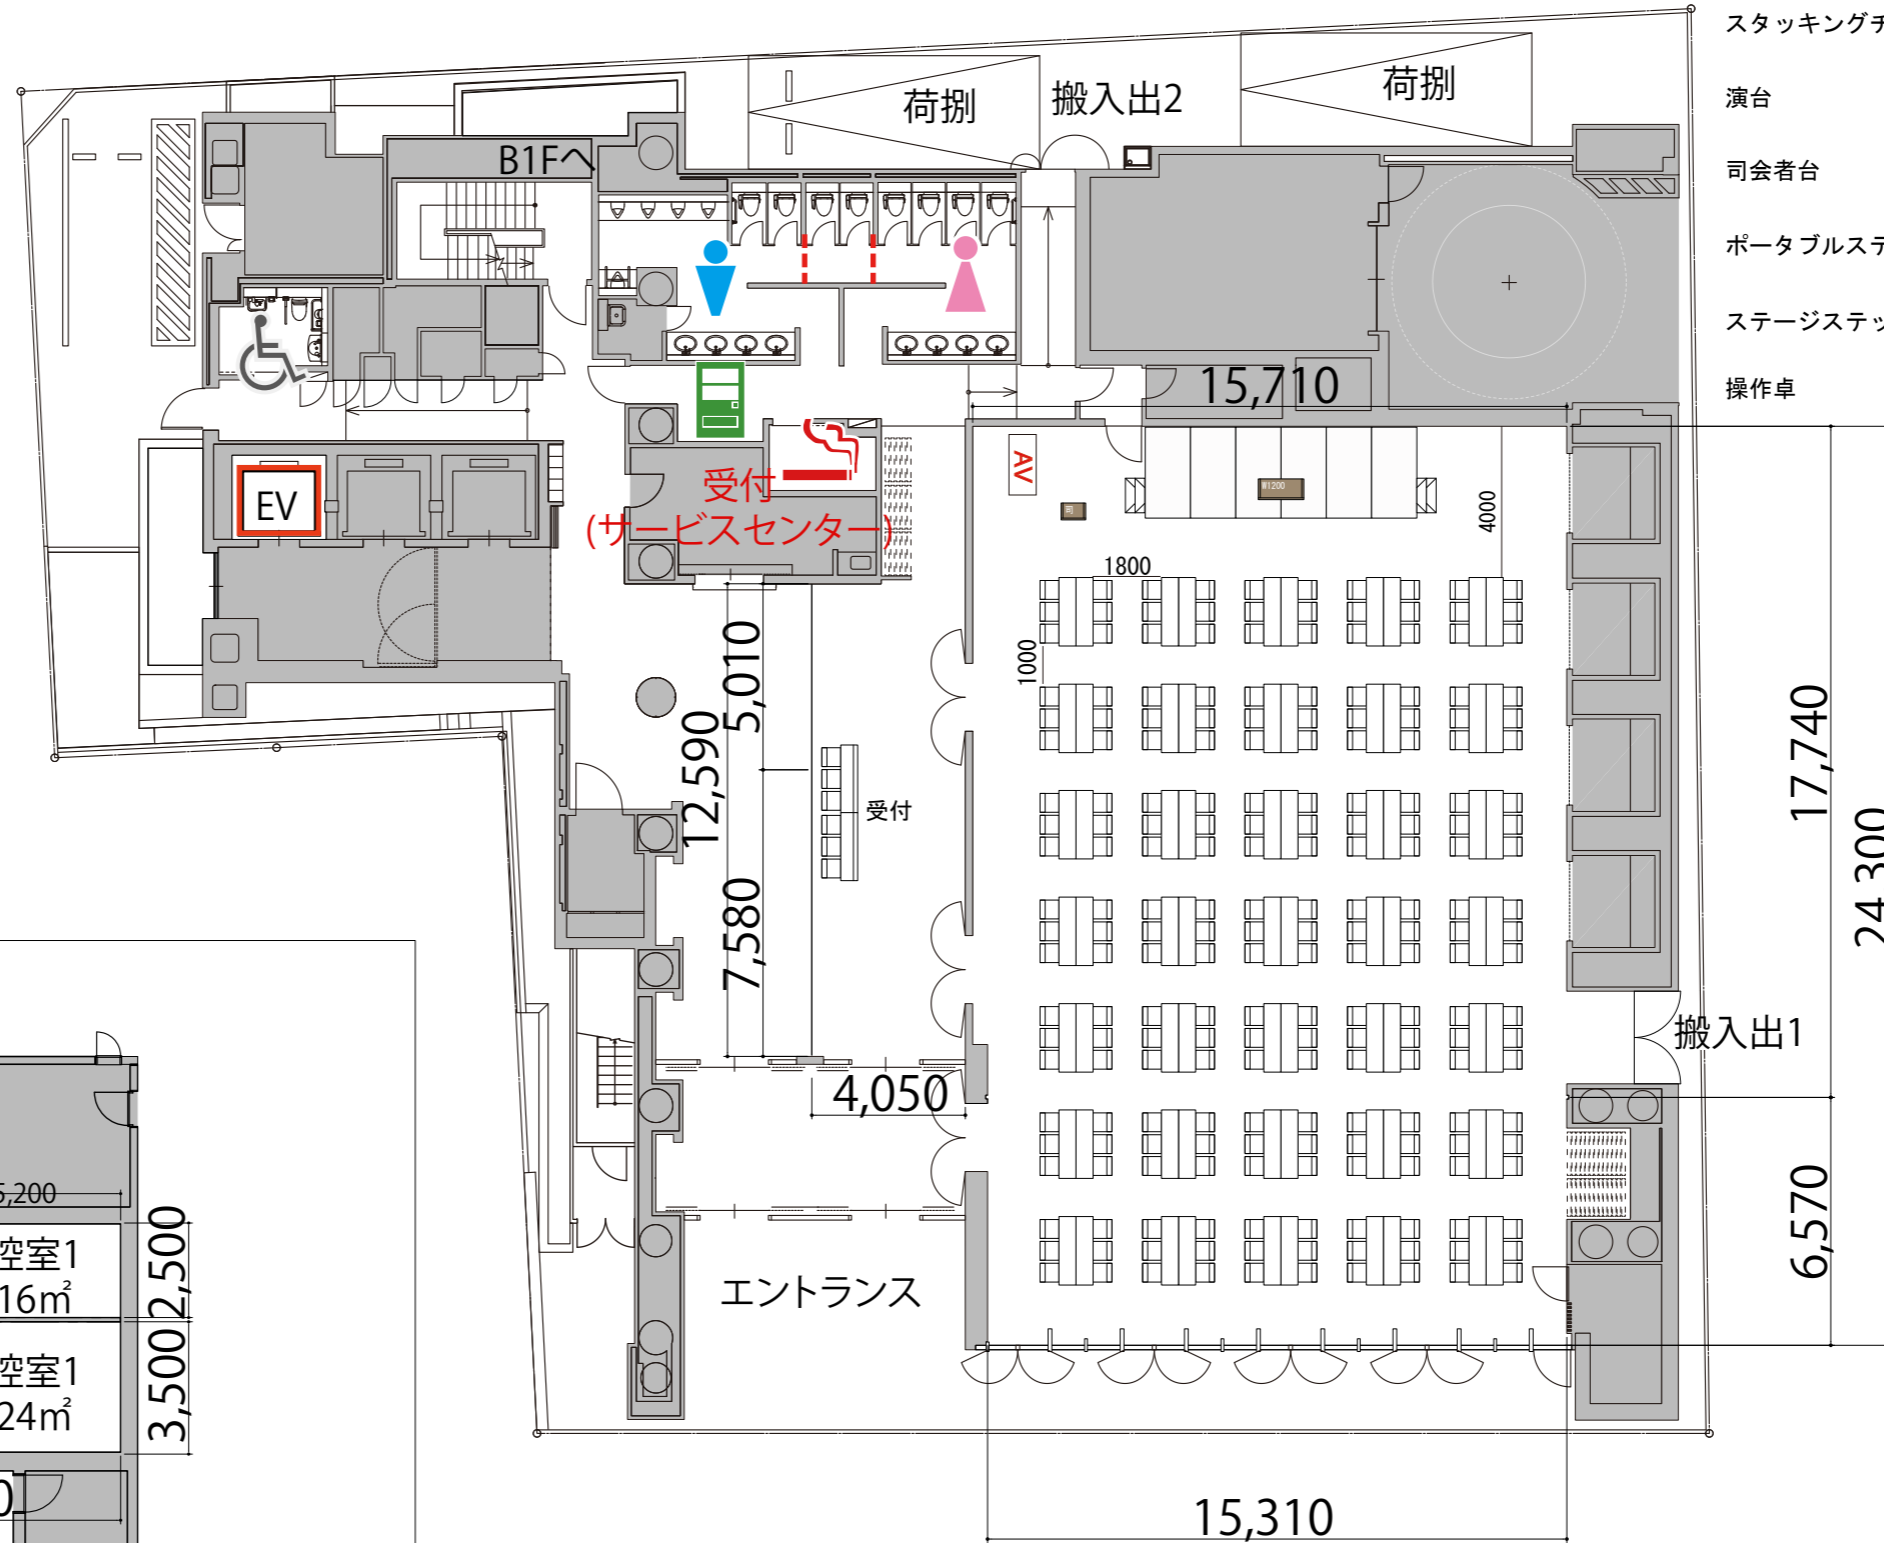 スタッキングチ
荷捌
搬入出2
荷捌
演台
B1Fへ
司会者台
ポータブルステ
ステージステッ
操作卓
15,710
AV
受付
(サービスセンター)
EV
W1200
司
4000
1800
1000
5,010
12,590
7,580
受付
17,740
24,300
搬入出1
4,050
6,570
エントランス
5,200
控室1
16㎡
2,500
控室1
24㎡
3,500
0
15,310